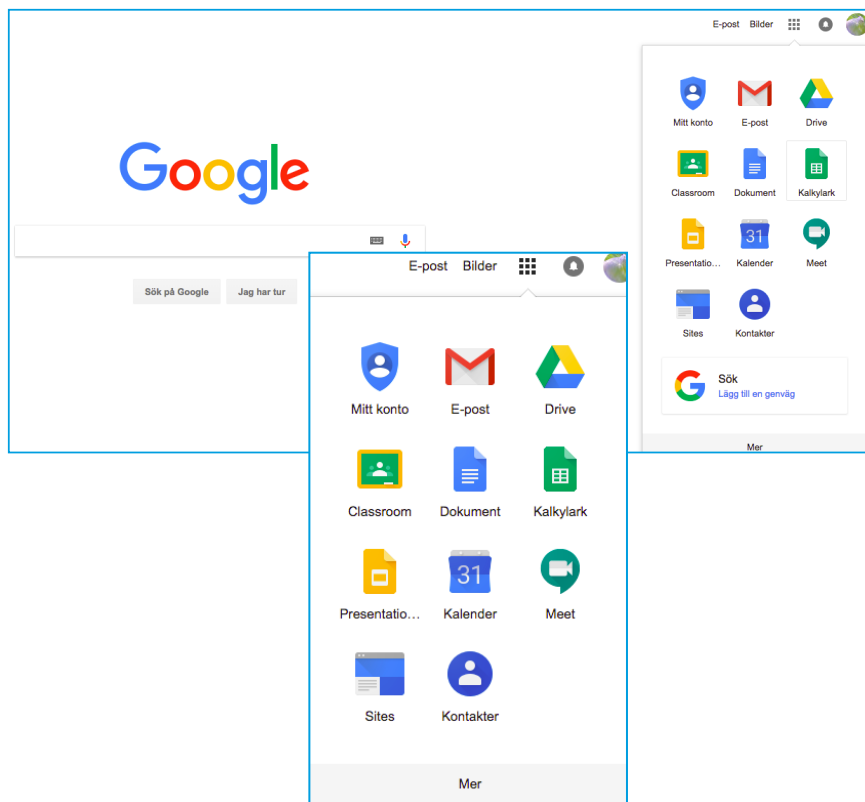 E-post Bilder
Mitt konto E-post Drive
Google
Classroom Dokument Kalkylark
Presentatio... 31 Kalender Meet
Sök på Google Jag har tur
Sites Kontakter
G Sök
Lägg till en genväg
Mer
E-post Bilder
Mitt konto E-post Drive
Classroom Dokument Kalkylark
31
Presentatio... Kalender Meet
Sites Kontakter
Mer